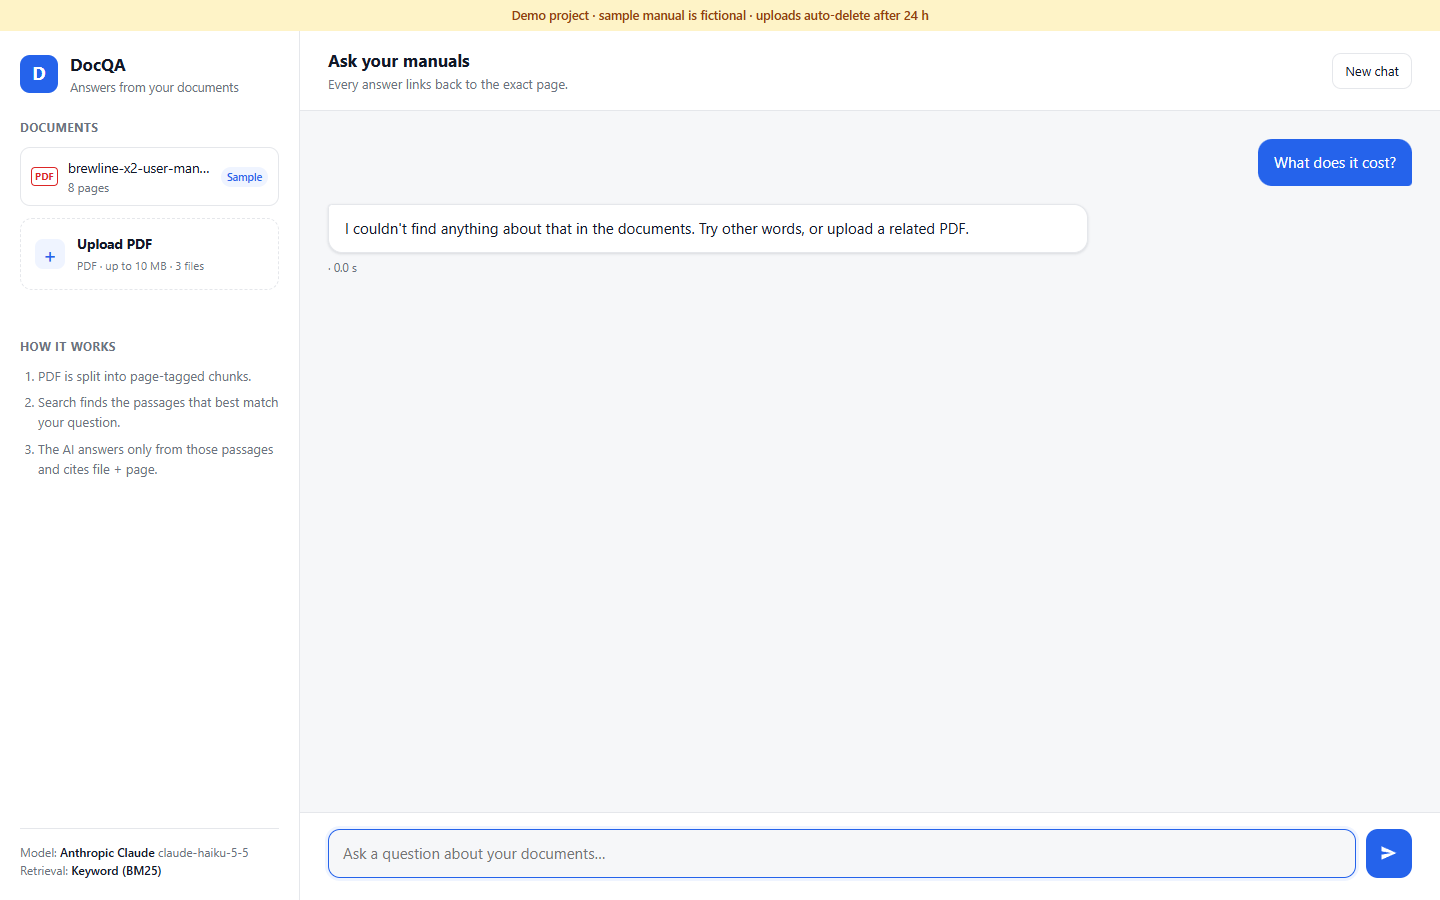 Demo project · sample manual is fictional · uploads auto-delete after 24 h
D
DocQA
Answers from your documents
DOCUMENTS
PDF
brewline-x2-user-man...
8 pages
Sample
+
Upload PDF
PDF · up to 10 MB · 3 files
HOW IT WORKS
1. PDF is split into page-tagged chunks.
2. Search finds the passages that best match
your question.
3. The AI answers only from those passages
and cites file + page.
Model: Anthropic Claude claude-haiku-5-5
Retrieval: Keyword (BM25)
Ask your manuals
Every answer links back to the exact page.
New chat
What does it cost?
I couldn't find anything about that in the documents. Try other words, or upload a related PDF.
· 0.0 s
Ask a question about your documents...